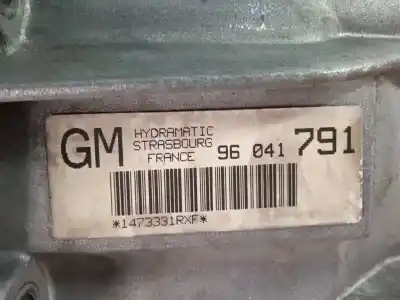 GM HYDRAMATIC
STRASBOURG
FRANCE 96 041 791
*1473331RXF*